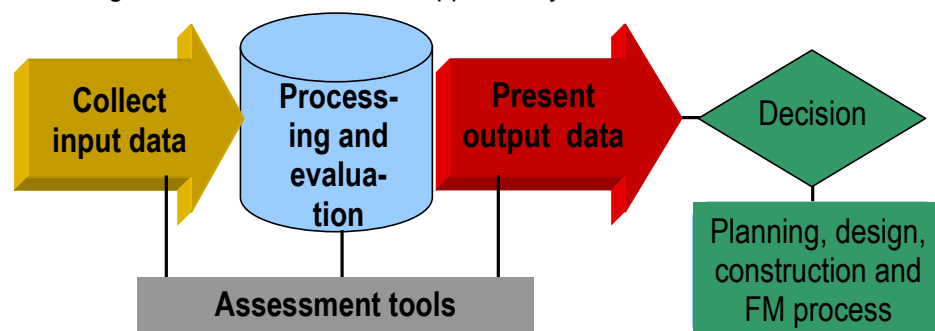 Collect
input data
Process-
ing and
evalua-
tion
Present
output data
Decision
Planning, design,
construction and
FM process
Assessment tools